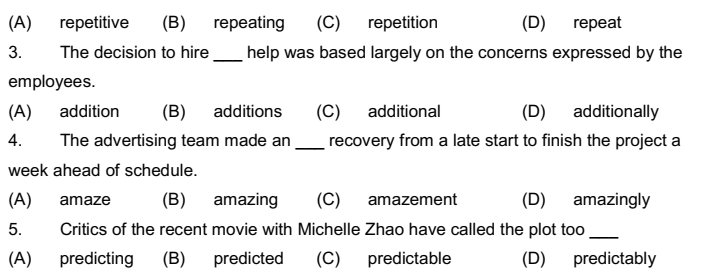 (A) repetitive (B) repeating (C) repetition (D) repeat
3. The decision to hire ___ help was based largely on the concerns expressed by the
employees.
(A) addition (B) additions (C) additional (D) additionally
4. The advertising team made an ___ recovery from a late start to finish the project a
week ahead of schedule.
(A) amaze (B) amazing (C) amazement (D) amazingly
5. Critics of the recent movie with Michelle Zhao have called the plot too ___
(A) predicting (B) predicted (C) predictable (D) predictably